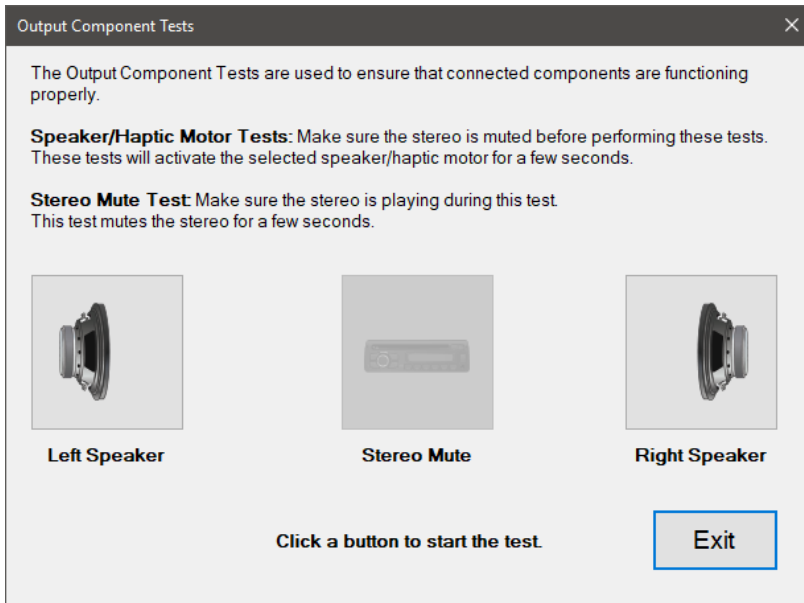 Output Component Tests
The Output Component Tests are used to ensure that connected components are functioning
properly.
Speaker/Haptic Motor Tests: Make sure the stereo is muted before performing these tests.
These tests will activate the selected speaker/haptic motor for a few seconds.
Stereo Mute Test: Make sure the stereo is playing during this test.
This test mutes the stereo for a few seconds.
Left Speaker
Stereo Mute
Right Speaker
Click a button to start the test.
Exit